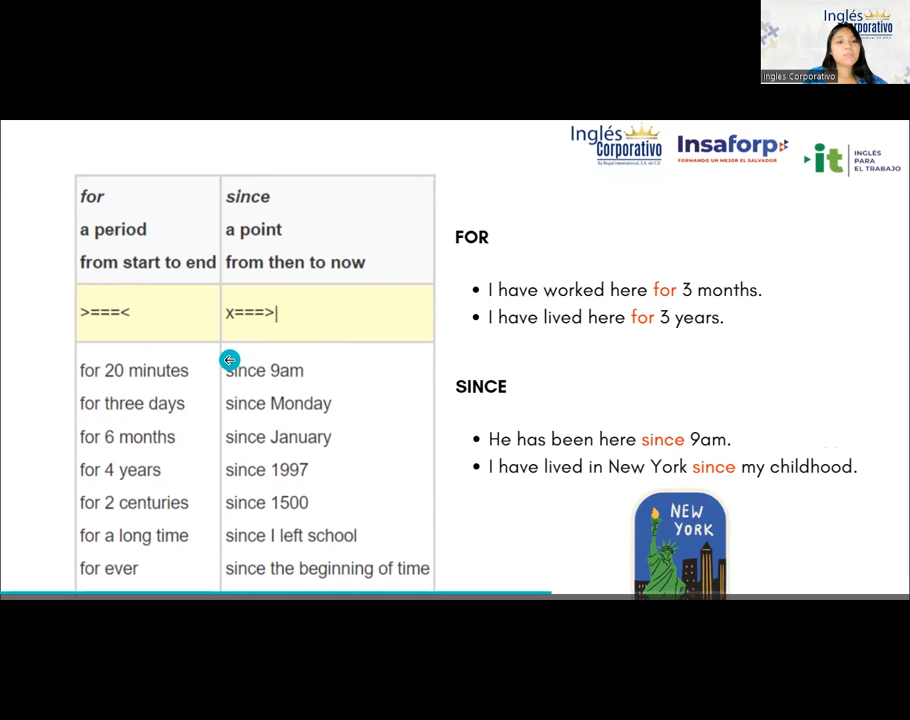 Inglés
Corporativo
Ingles Corporativo
Inglés
Corporativo
By Regal International, S.A. de C.V.
Insaforp
FORMANDO UN MEJOR EL SALVADOR
it
INGLÉS
PARA
EL TRABAJO
for
a period
from start to end
>===<
for 20 minutes
for three days
for 6 months
for 4 years
for 2 centuries
for a long time
for ever
since
a point
from then to now
x===>|
since 9am
since Monday
since January
since 1997
since 1500
since I left school
since the beginning of time
FOR
• I have worked here for 3 months.
• I have lived here for 3 years.
SINCE
• He has been here since 9am.
• I have lived in New York since my childhood.
NEW
YORK